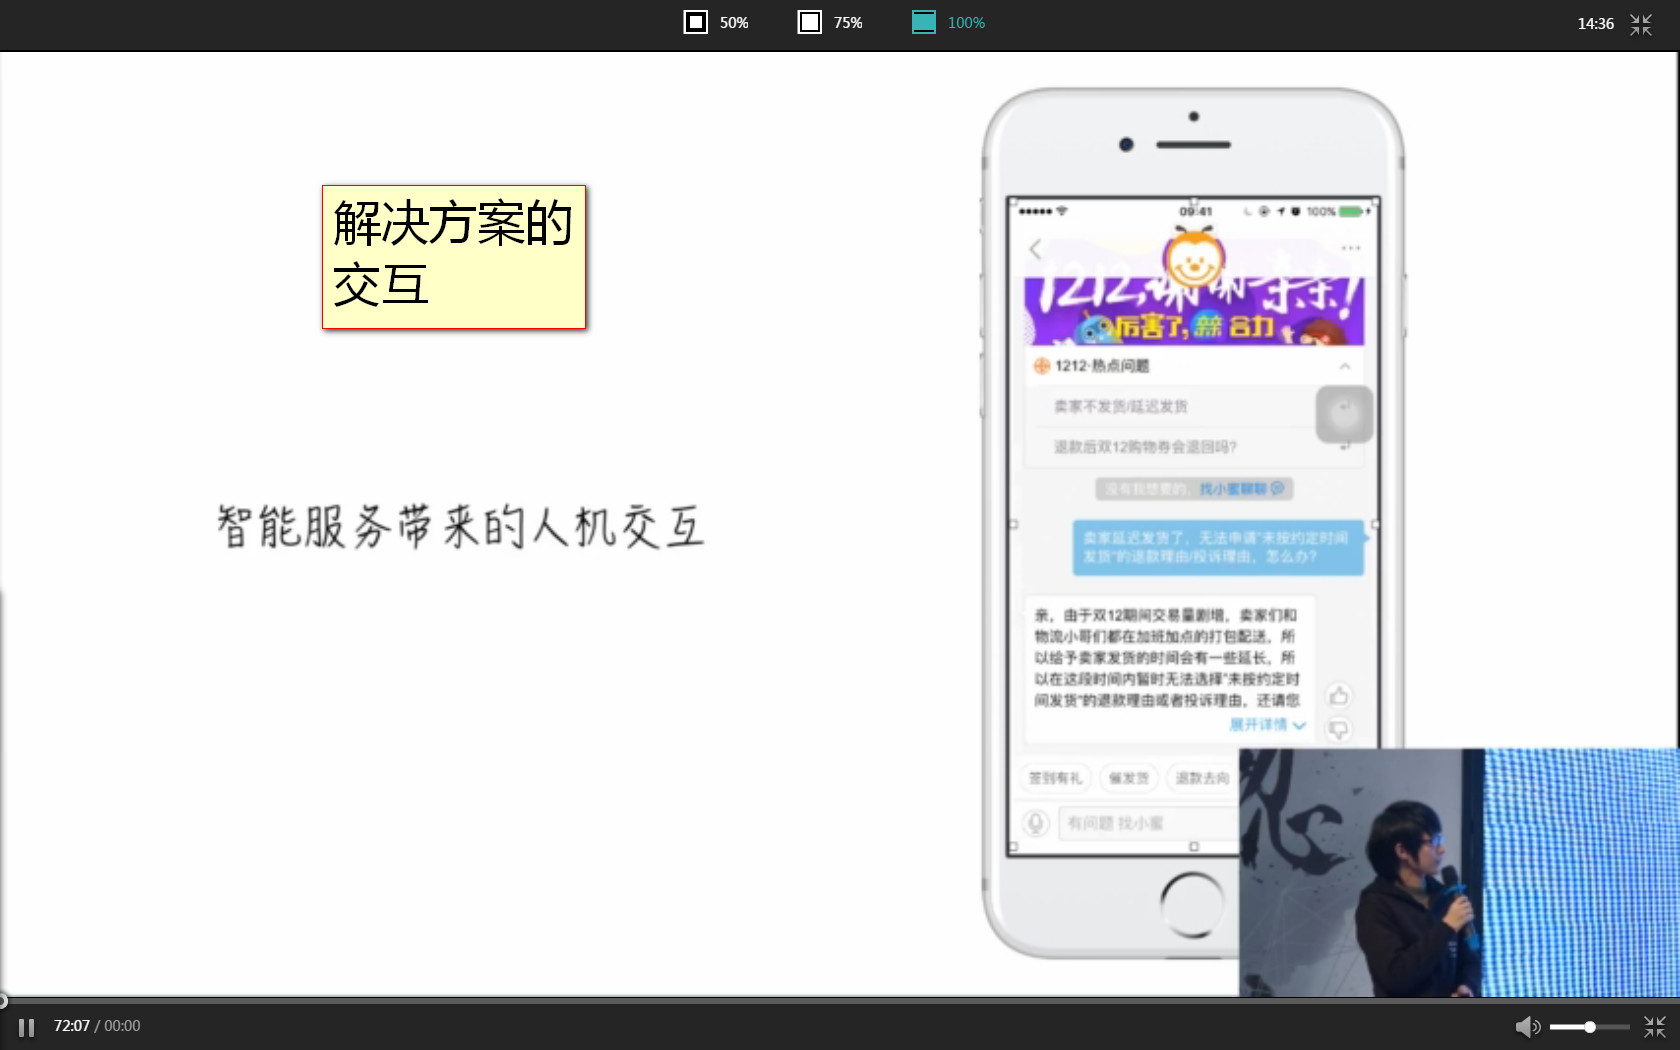 50% 75% 100% 14:36
解决方案的
交互
智能服务带来的人机交互
09:41 100%
1212,谢谢亲亲!
厉害了, 合力
1212·热点问题
卖家不发货/延迟发货
退款后双12购物券会退回吗?
没有我想要的, 找小蜜聊聊
卖家延迟发货了，无法申请"未按约定时间
发货"的退款理由/投诉理由，怎么办?
亲，由于双12期间交易量剧增，卖家们和
物流小哥们都在加班加点的打包配送，所
以给予卖家发货的时间会有一些延长，所
以在这段时间内暂时无法选择"未按约定时
间发货"的退款理由或者投诉理由，还请您
展开详情
签到有礼 催发货 退款去向
有问题 找小蜜
72:07 / 00:00